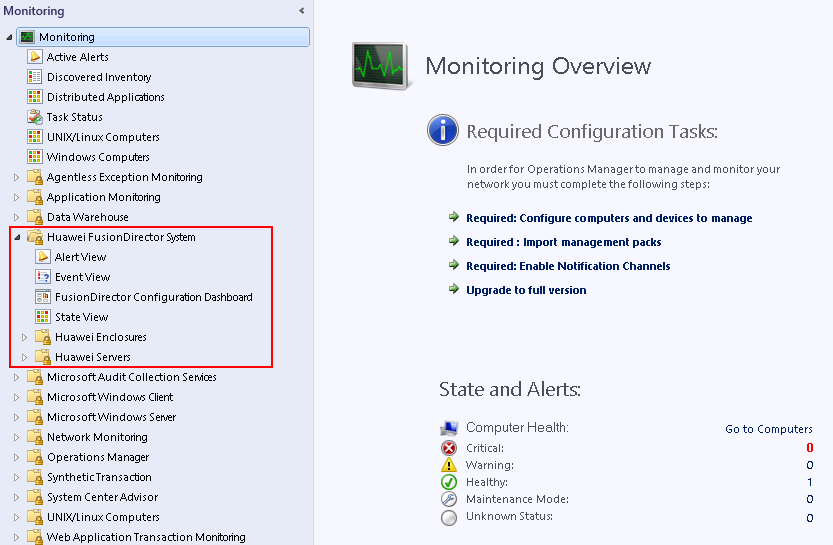 Monitoring
Monitoring
Active Alerts
Discovered Inventory
Distributed Applications
Task Status
UNIX/Linux Computers
Windows Computers
Agentless Exception Monitoring
Application Monitoring
Data Warehouse
Huawei FusionDirector System
Alert View
Event View
FusionDirector Configuration Dashboard
State View
Huawei Enclosures
Huawei Servers
Microsoft Audit Collection Services
Microsoft Windows Client
Microsoft Windows Server
Network Monitoring
Operations Manager
Synthetic Transaction
System Center Advisor
UNIX/Linux Computers
Web Application Transaction Monitoring
Monitoring Overview
Required Configuration Tasks:
In order for Operations Manager to manage and monitor your
network you must complete the following steps:
Required: Configure computers and devices to manage
Required : Import management packs
Required: Enable Notification Channels
Upgrade to full version
State and Alerts:
Computer Health: Go to Computers
Critical: 0
Warning: 0
Healthy: 1
Maintenance Mode: 0
Unknown Status: 0